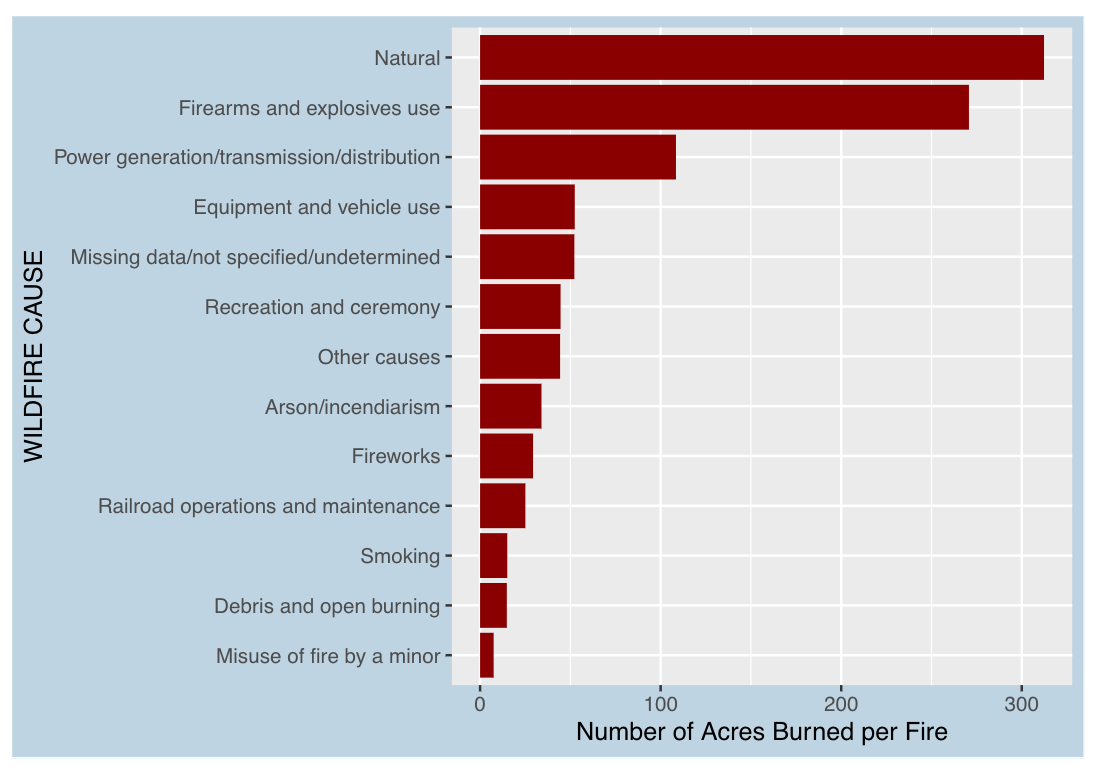 Natural
Firearms and explosives use
Power generation/transmission/distribution
Equipment and vehicle use
Missing data/not specified/undetermined
Recreation and ceremony
Other causes
Arson/incendiarism
Fireworks
Railroad operations and maintenance
Smoking
Debris and open burning
Misuse of fire by a minor
WILDFIRE CAUSE
0 100 200 300
Number of Acres Burned per Fire